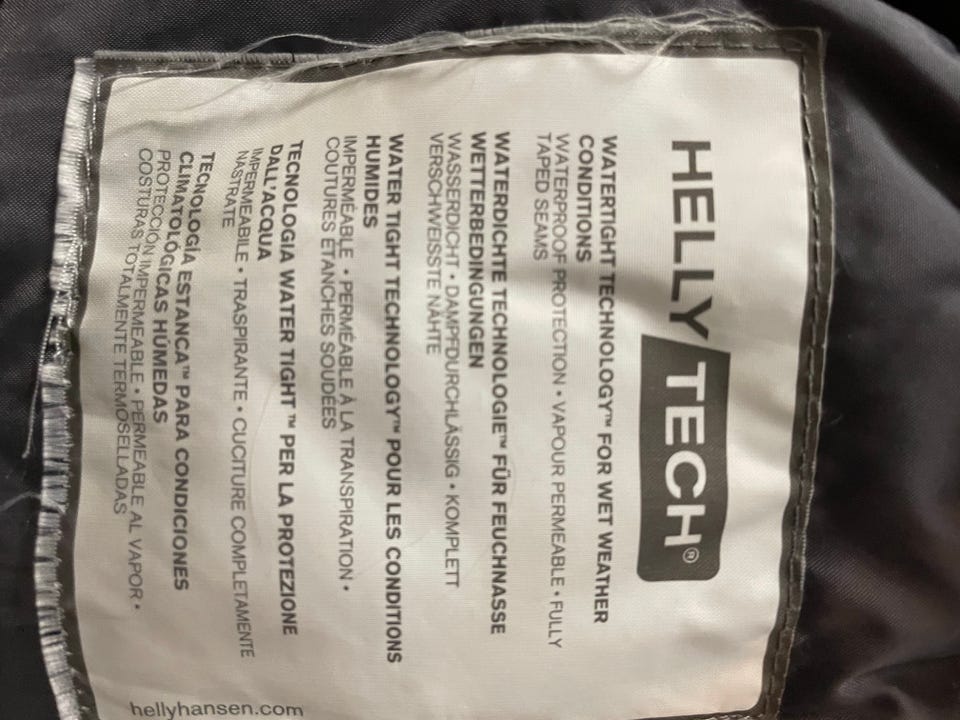 HELLY TECH®
WATERTIGHT TECHNOLOGY™ FOR WET WEATHER
CONDITIONS
WATERPROOF PROTECTION • VAPOUR PERMEABLE • FULLY
TAPED SEAMS
WATERDICHTE TECHNOLOGIE™ FÜR FEUCHNASSE
WETTERBEDINGUNGEN
WASSERDICHT • DAMPFDURCHLÄSSIG • KOMPLETT
VERSCHWEISSTE NÄHTE
WATER TIGHT TECHNOLOGY™ POUR LES CONDITIONS
HUMIDES
IMPERMÉABLE • PERMÉABLE À LA TRANSPIRATION •
COUTURES ÉTANCHES SOUDÉES
TECNOLOGIA WATER TIGHT ™ PER LA PROTEZIONE
DALL'ACQUA
IMPERMEABILE • TRASPIRANTE • CUCITURE COMPLETAMENTE
NASTRATE
TECNOLOGÍA ESTANCA™ PARA CONDICIONES
CLIMATOLÓGICAS HÚMEDAS
PROTECCIÓN IMPERMEABLE • PERMEABLE AL VAPOR •
COSTURAS TOTALMENTE TERMOSELLADAS
hellyhansen.com